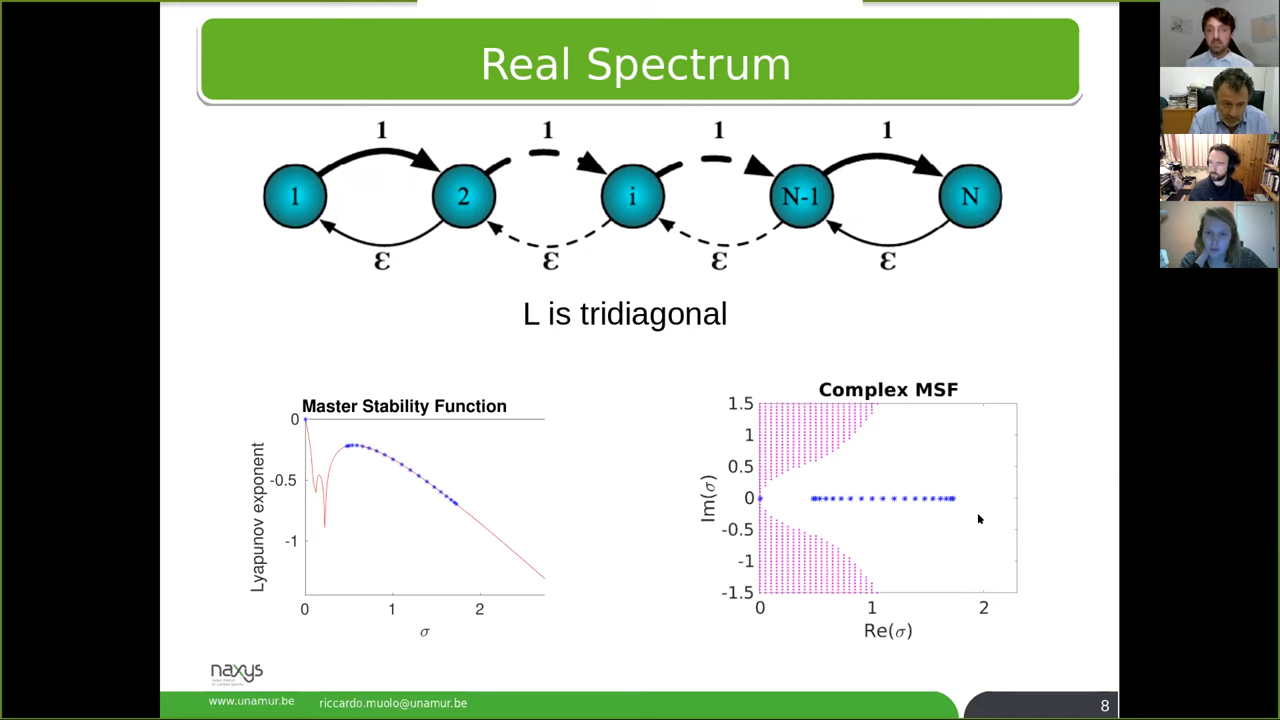 Real Spectrum
1 1 1 1
1 2 i N-1 N
ε ε ε ε
L is tridiagonal
Master Stability Function
Lyapunov exponent
0
-0.5
-1
0 1 2
σ
Complex MSF
Im(σ)
1.5
1
0.5
0
-0.5
-1
-1.5
0 1 2
Re(σ)
naxys
www.unamur.be riccardo.muolo@unamur.be 8